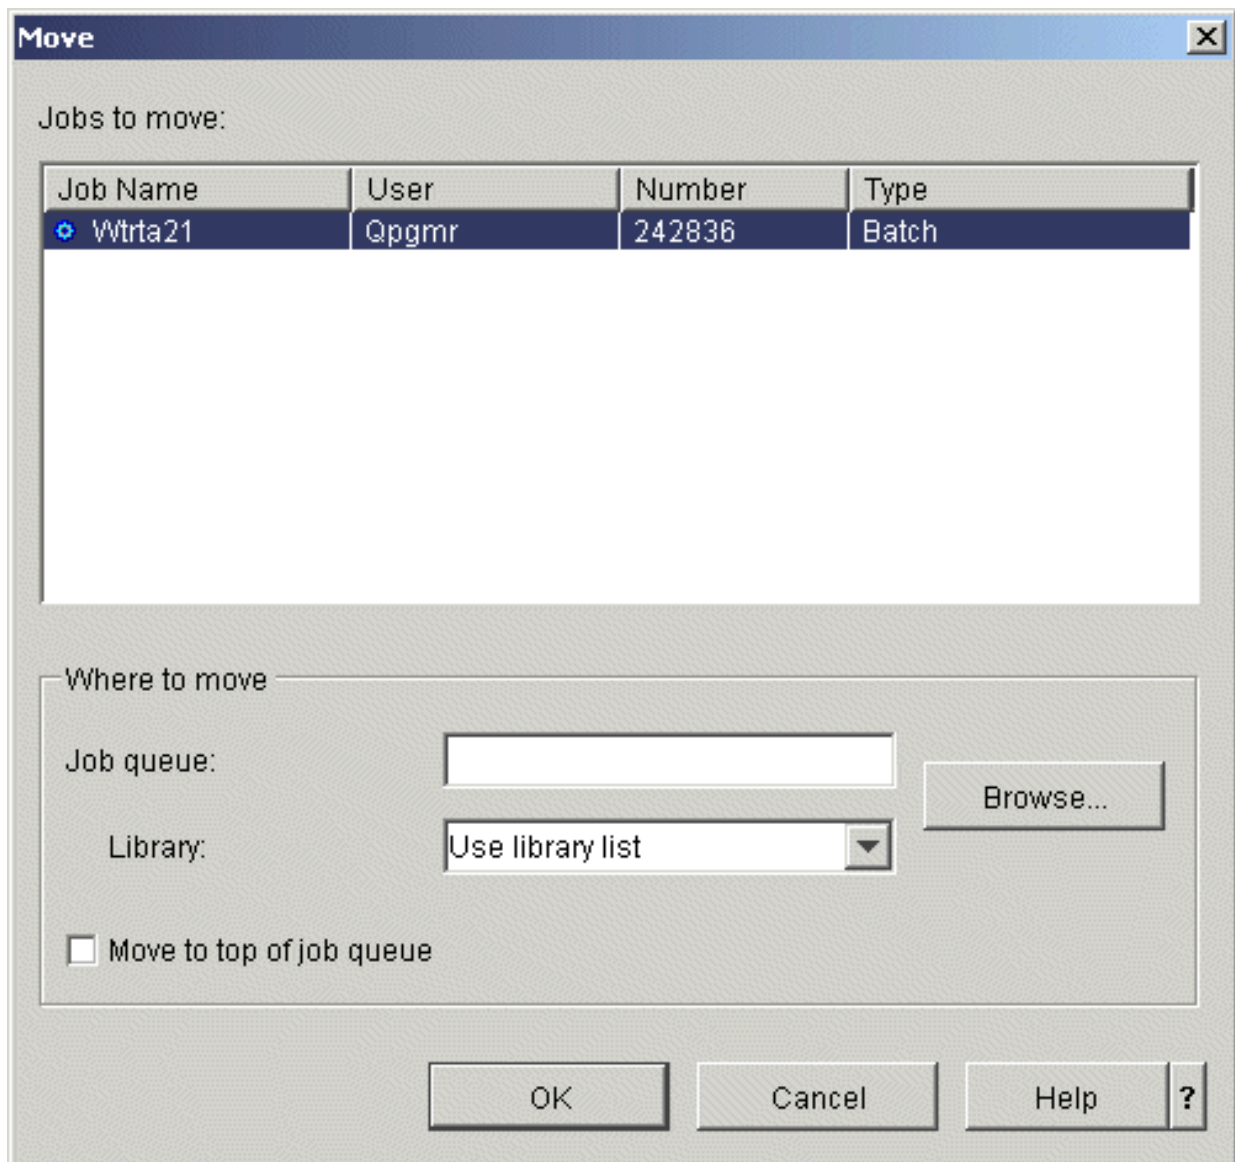 Move
Jobs to move:
Job Name User Number Type
Wtrta21 Qpgmr 242836 Batch
Where to move
Job queue:
Browse...
Library: Use library list
Move to top of job queue
OK Cancel Help ?